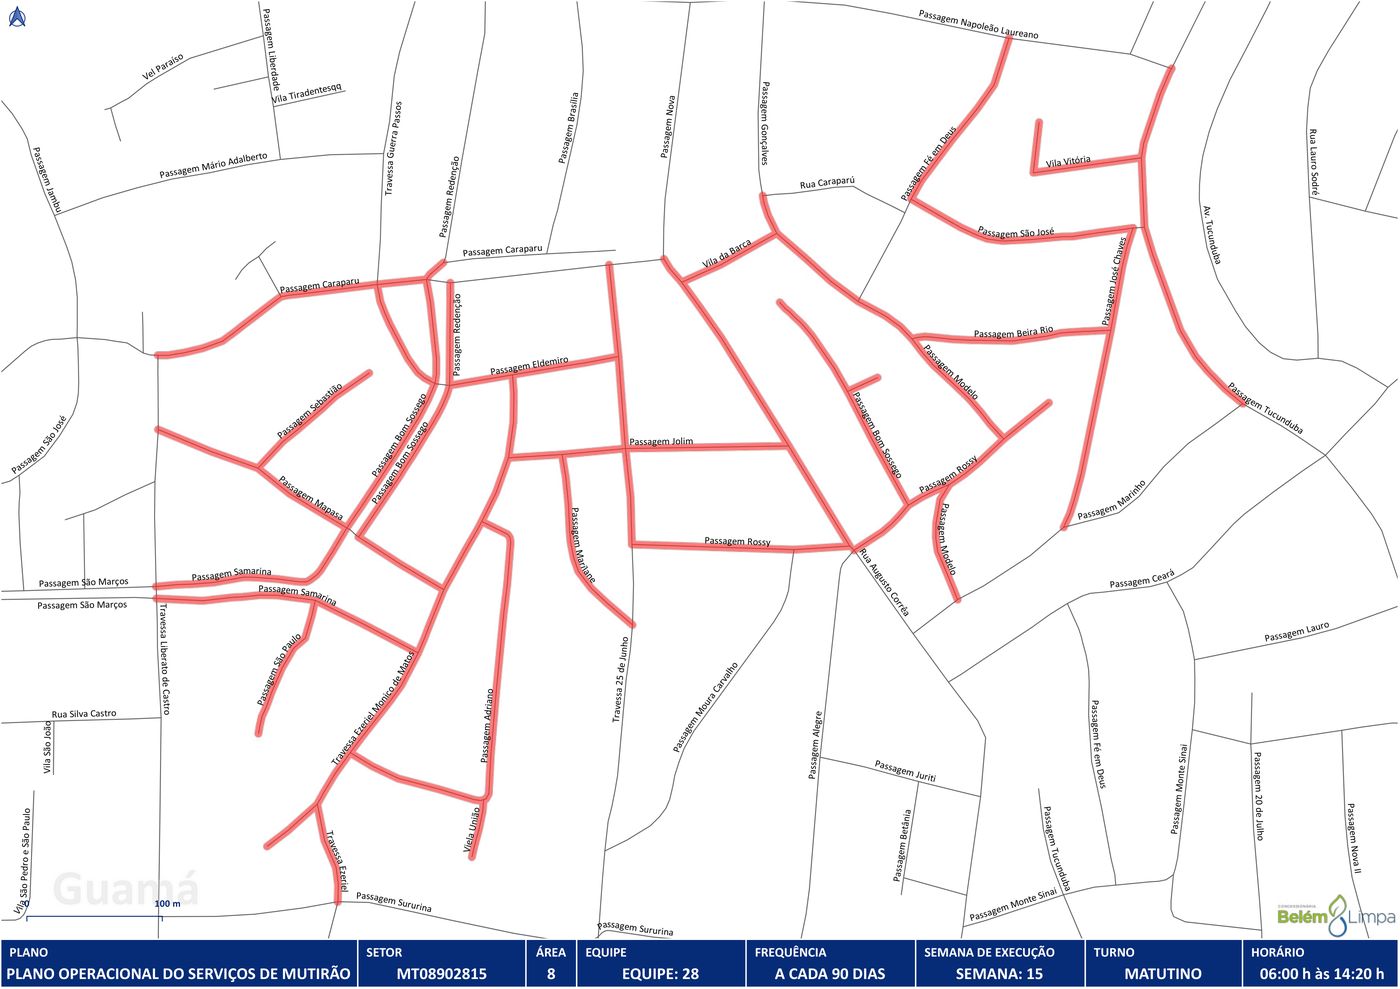 Passagem Napoleão Laureano
Passagem Liberdade
Vel Paraiso
Vila Tiradentesqq
Travessa Guerra Passos
Passagem Brasília
Passagem Nova
Passagem Gonçalves
Passagem Fé em Deus
Vila Vitória
Rua Lauro Sodré
Passagem Jambu
Passagem Mário Adalberto
Passagem Redenção
Rua Caraparú
Av. Tucunduba
Passagem São José
Passagem Caraparu
Vila da Barca
Passagem José Chaves
Passagem Caraparu
Passagem Redenção
Passagem Beira Rio
Passagem Eldemiro
Passagem Modelo
Passagem Sebastião
Passagem Bom Sossego
Passagem Bom Sossego
Passagem Bom Sossego
Passagem Tucunduba
Passagem São José
Passagem Jolim
Passagem Rossy
Passagem Mapasa
Passagem Marinho
Passagem Mariane
Passagem Rossy
Passagem Modelo
Passagem São Marços
Passagem Samarina
Rua Augusto Corrêa
Passagem Ceará
Passagem São Marços
Passagem Samarina
Travessa Liberato de Castro
Passagem São Paulo
Passagem Lauro
Travessa Ezeriel Monico de Matos
Passagem Adriano
Travessa 25 de Junho
Passagem Moura Carvalho
Passagem Alegre
Passagem Fé em Deus
Rua Silva Castro
Vila São João
Passagem Juriti
Passagem Monte Sinai
Passagem 20 de Julho
Passagem Nova II
Vila São Pedro e São Paulo
Viela União
Travessa Ezeriel
Passagem Betânia
Passagem Tucunduba
Guamá
0
100 m
Passagem Sururina
Passagem Sururina
Passagem Monte Sinai
CONCESSIONÁRIA
Belém Limpa
PLANO
PLANO OPERACIONAL DO SERVIÇOS DE MUTIRÃO
SETOR
MT08902815
ÁREA
8
EQUIPE
EQUIPE: 28
FREQUÊNCIA
A CADA 90 DIAS
SEMANA DE EXECUÇÃO
SEMANA: 15
TURNO
MATUTINO
HORÁRIO
06:00 h às 14:20 h